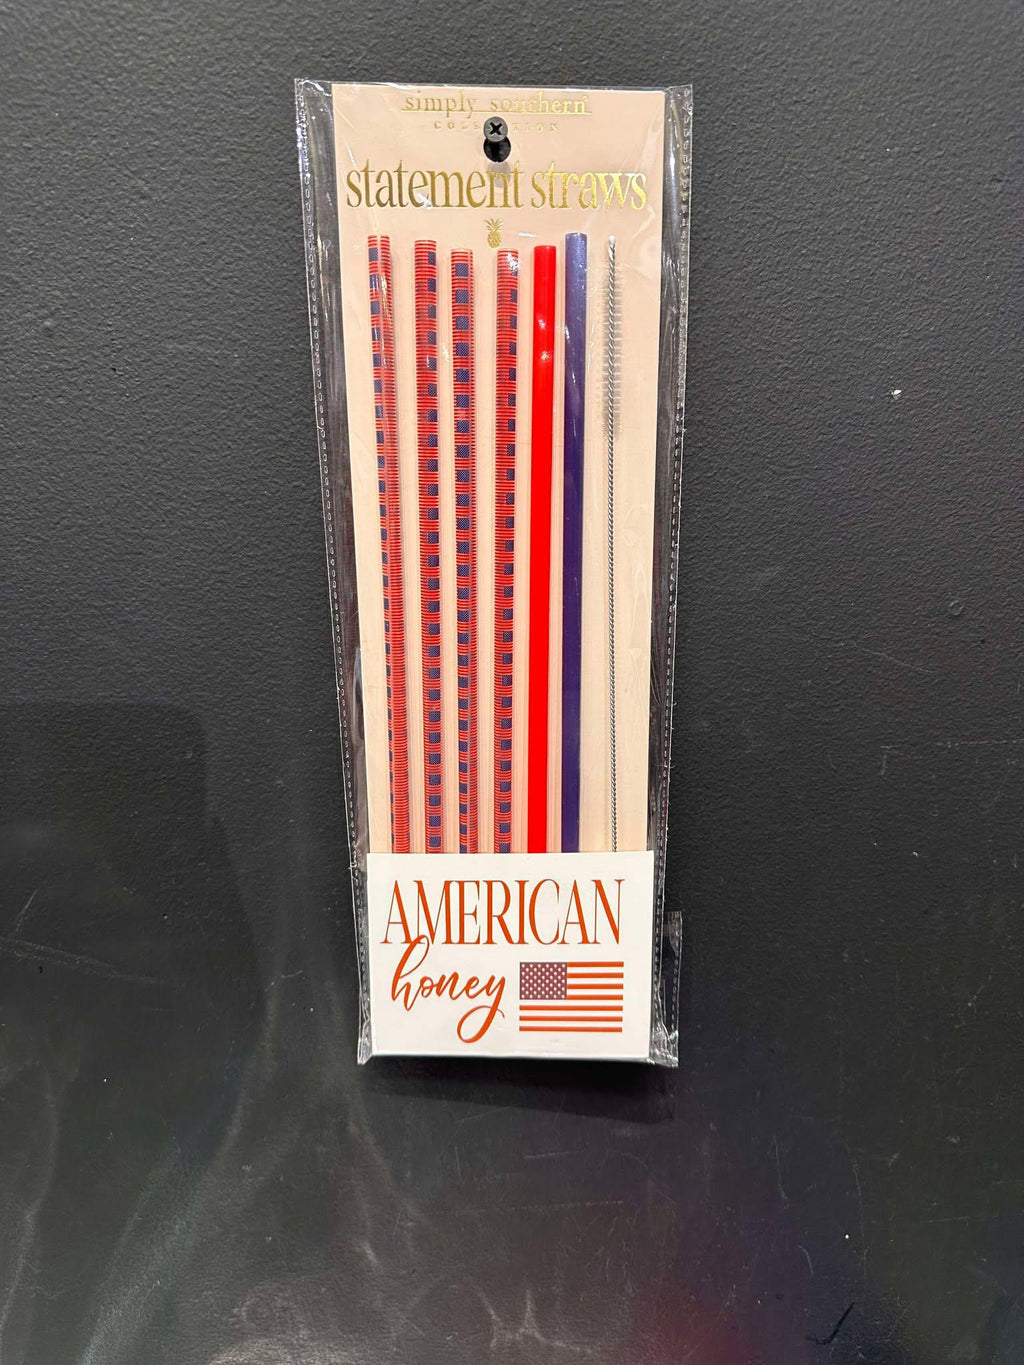 simply southern®
COLLECTION
statement straws
AMERICAN
honey